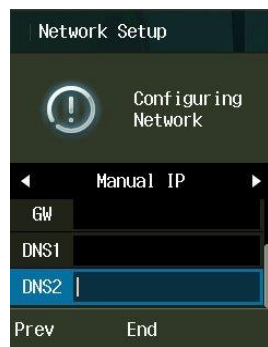 Network Setup
Configuring
Network
Manual IP
GW
DNS1
DNS2
Prev End